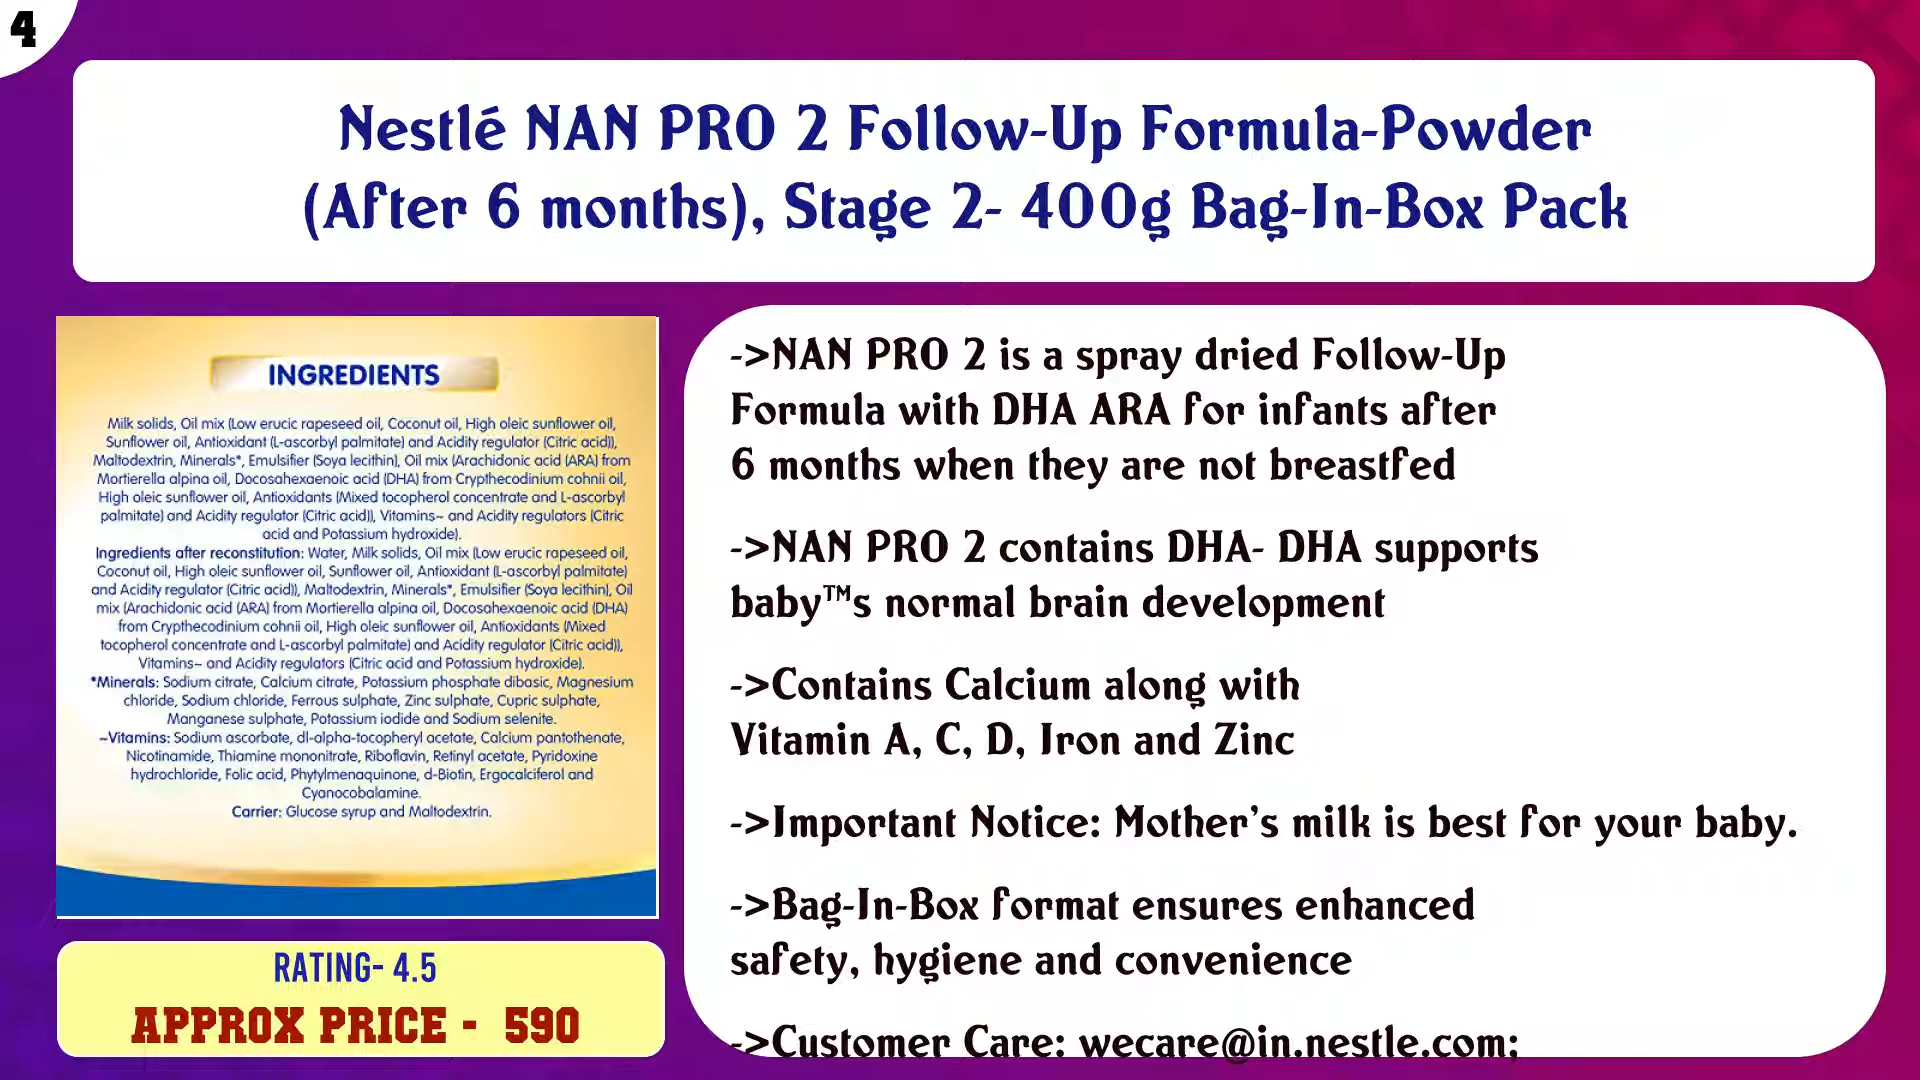 4
Nestlé NAN PRO 2 Follow-Up Formula-Powder
(After 6 months), Stage 2- 400g Bag-In-Box Pack
INGREDIENTS
Milk solids, Oil mix (Low erucic rapeseed oil, Coconut oil, High oleic sunflower oil,
Sunflower oil, Antioxidant (L-ascorbyl palmitate) and Acidity regulator (Citric acid)),
Maltodextrin, Minerals*, Emulsifier (Soya lecithin), Oil mix (Arachidonic acid (ARA) from
Mortierella alpina oil, Docosahexaenoic acid (DHA) from Crypthecodinium cohnii oil,
High oleic sunflower oil, Antioxidants (Mixed tocopherol concentrate and L-ascorbyl
palmitate) and Acidity regulator (Citric acid)), Vitamins~ and Acidity regulators (Citric
acid and Potassium hydroxide).
Ingredients after reconstitution: Water, Milk solids, Oil mix (Low erucic rapeseed oil,
Coconut oil, High oleic sunflower oil, Sunflower oil, Antioxidant (L-ascorbyl palmitate)
and Acidity regulator (Citric acid)), Maltodextrin, Minerals*, Emulsifier (Soya lecithin), Oil
mix (Arachidonic acid (ARA) from Mortierella alpina oil, Docosahexaenoic acid (DHA)
from Crypthecodinium cohnii oil, High oleic sunflower oil, Antioxidants (Mixed
tocopherol concentrate and L-ascorbyl palmitate) and Acidity regulator (Citric acid)),
Vitamins~ and Acidity regulators (Citric acid and Potassium hydroxide).
*Minerals: Sodium citrate, Calcium citrate, Potassium phosphate dibasic, Magnesium
chloride, Sodium chloride, Ferrous sulphate, Zinc sulphate, Cupric sulphate,
Manganese sulphate, Potassium iodide and Sodium selenite.
~Vitamins: Sodium ascorbate, dl-alpha-tocopheryl acetate, Calcium pantothenate,
Nicotinamide, Thiamine mononitrate, Riboflavin, Retinyl acetate, Pyridoxine
hydrochloride, Folic acid, Phytylmenaquinone, d-Biotin, Ergocalciferol and
Cyanocobalamine.
Carrier: Glucose syrup and Maltodextrin.
RATING- 4.5
APPROX PRICE - 590
->NAN PRO 2 is a spray dried Follow-Up
Formula with DHA ARA for infants after
6 months when they are not breastfed
->NAN PRO 2 contains DHA- DHA supports
baby™s normal brain development
->Contains Calcium along with
Vitamin A, C, D, Iron and Zinc
->Important Notice: Mother's milk is best for your baby.
->Bag-In-Box format ensures enhanced
safety, hygiene and convenience
->Customer Care: wecare@in.nestle.com;